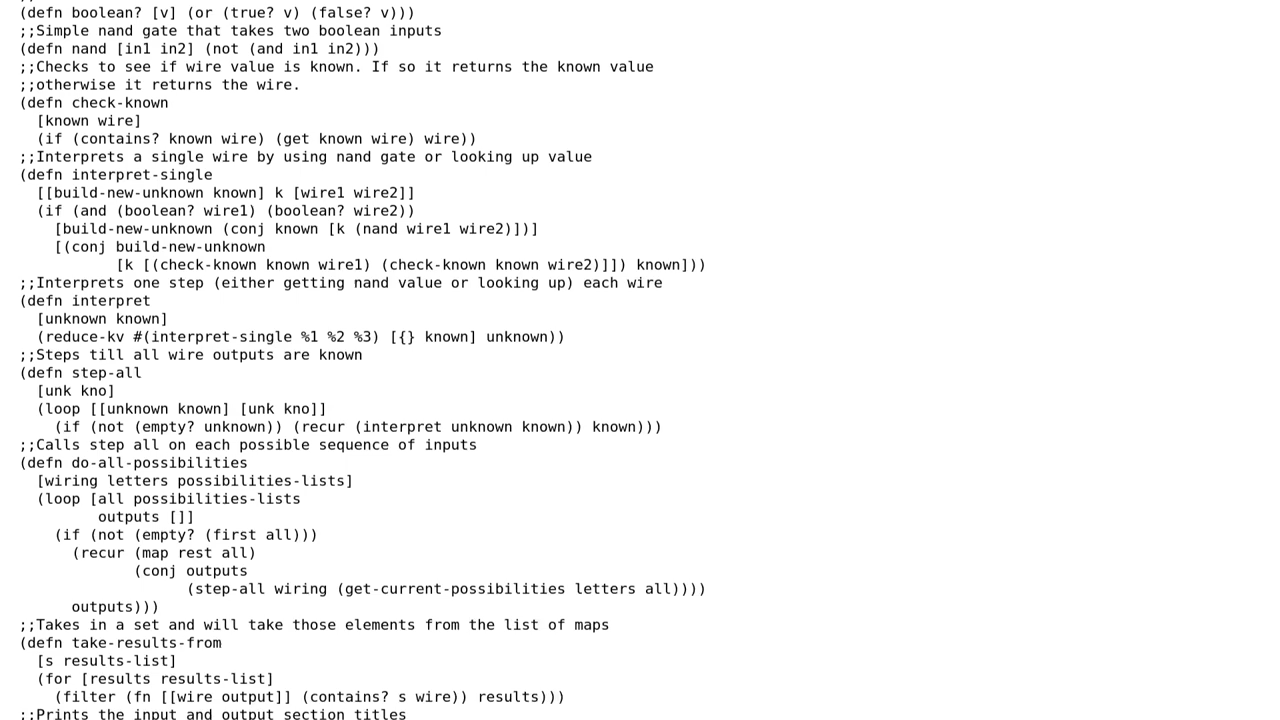 (defn boolean? [v] (or (true? v) (false? v)))
;;Simple nand gate that takes two boolean inputs
(defn nand [in1 in2] (not (and in1 in2)))
;;Checks to see if wire value is known. If so it returns the known value
;;otherwise it returns the wire.
(defn check-known
  [known wire]
  (if (contains? known wire) (get known wire) wire))
;;Interprets a single wire by using nand gate or looking up value
(defn interpret-single
  [[build-new-unknown known] k [wire1 wire2]]
  (if (and (boolean? wire1) (boolean? wire2))
    [build-new-unknown (conj known [k (nand wire1 wire2)])]
    [(conj build-new-unknown
           [k [(check-known known wire1) (check-known known wire2)]]) known]))
;;Interprets one step (either getting nand value or looking up) each wire
(defn interpret
  [unknown known]
  (reduce-kv #(interpret-single %1 %2 %3) [{} known] unknown))
;;Steps till all wire outputs are known
(defn step-all
  [unk kno]
  (loop [[unknown known] [unk kno]]
    (if (not (empty? unknown)) (recur (interpret unknown known)) known)))
;;Calls step all on each possible sequence of inputs
(defn do-all-possibilities
  [wiring letters possibilities-lists]
  (loop [all possibilities-lists
         outputs []]
    (if (not (empty? (first all)))
      (recur (map rest all)
             (conj outputs
                   (step-all wiring (get-current-possibilities letters all))))
      outputs)))
;;Takes in a set and will take those elements from the list of maps
(defn take-results-from
  [s results-list]
  (for [results results-list]
    (filter (fn [[wire output]] (contains? s wire)) results)))
;;Prints the input and output section titles